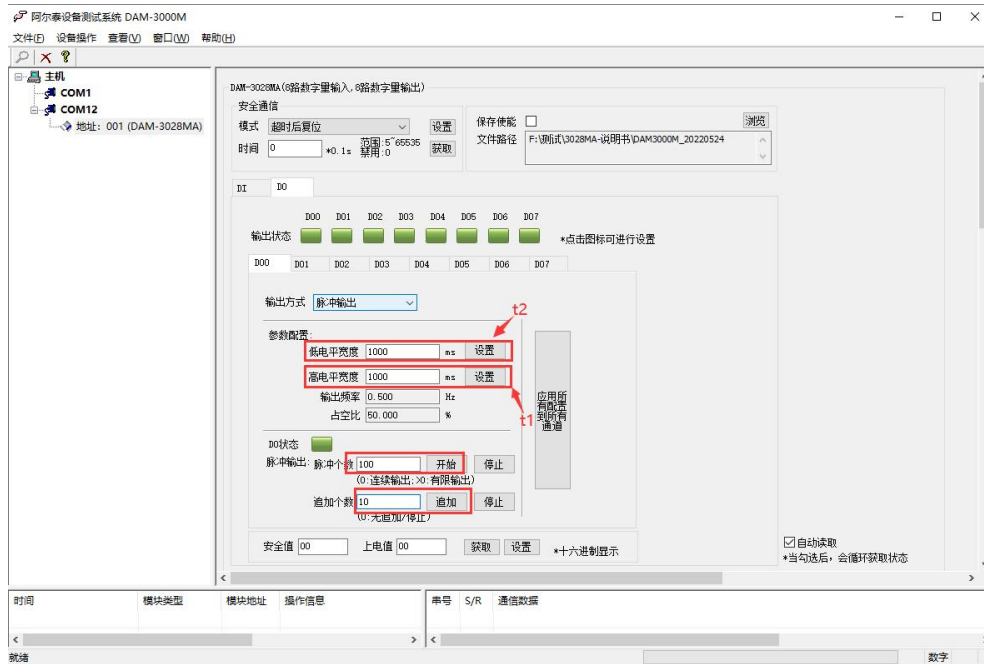 阿尔泰设备测试系统 DAM-3000M
文件(F) 设备操作 查看(V) 窗口(W) 帮助(H)
主机
COM1
COM12
地址：001 (DAM-3028MA)
DAM-3028MA(8路数字量输入,8路数字量输出)
安全通信
模式 超时后复位 设置
时间 0 *0.1s 范围:5~65535 禁用:0 获取
保存使能 浏览
文件路径 F:\测试\3028MA-说明书\DAM3000M_20220524
DI DO
DO0 DO1 DO2 DO3 DO4 DO5 DO6 DO7
输出状态 *点击图标可进行设置
DO0 DO1 DO2 DO3 DO4 DO5 DO6 DO7
输出方式 脉冲输出
t2
参数配置:
低电平宽度 1000 ms 设置
高电平宽度 1000 ms 设置
输出频率 0.500 Hz
占空比 50.000 %
t1
应用所
有配置
到所有
通道
DO状态
脉冲输出: 脉冲个数 100 开始 停止
(0:连续输出;>0:有限输出)
追加个数 10 追加 停止
(0:无追加/停止)
安全值 00 上电值 00 获取 设置 *十六进制显示
自动读取
*当勾选后，会循环获取状态
时间 模块类型 模块地址 操作信息
串号 S/R 通信数据
就绪 数字